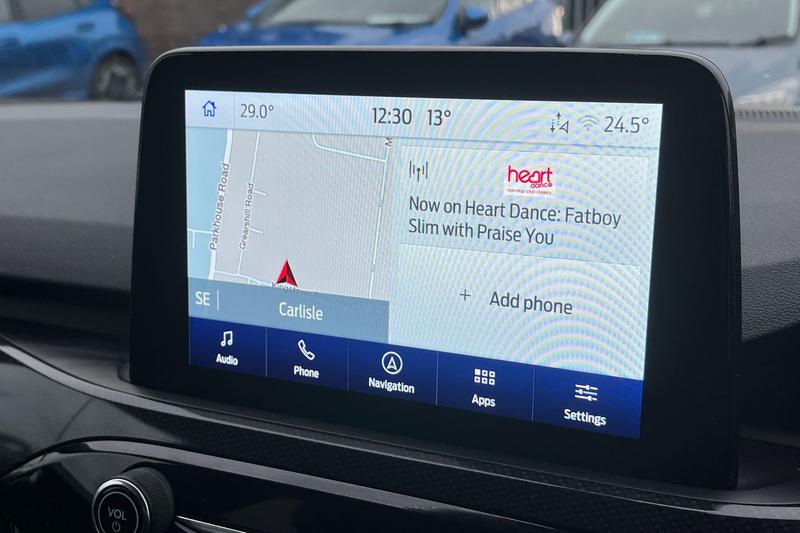 29.0°
12:30 13°
24.5°
Parkhouse Road
Grearshill Road
SE
Carlisle
heart
dance
Now on Heart Dance: Fatboy
Slim with Praise You
+ Add phone
Audio
Phone
Navigation
Apps
Settings
VOL